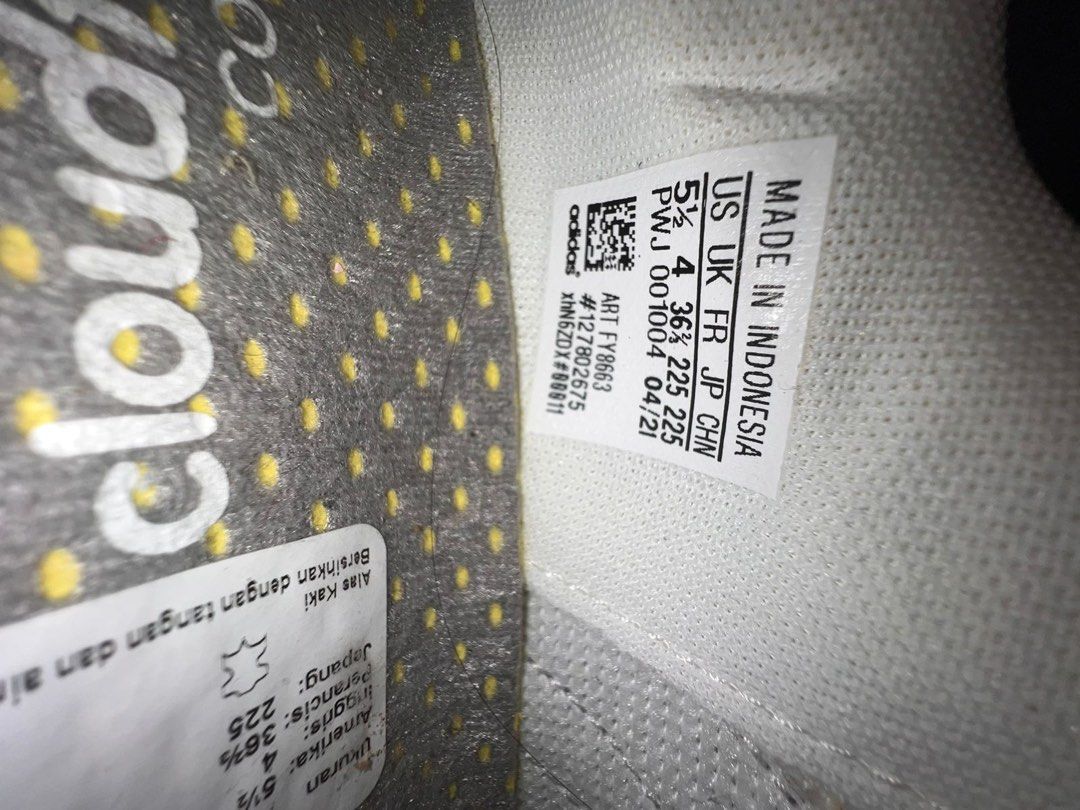 MADE IN INDONESIA
US UK FR JP CHN
5½ 4 36⅔ 225 225
PWJ 001004 04/21
ART FY8663
#127802675
xhN6ZDX#00011
adidas
cloud
Alas Kaki
Bersihkan dengan tangan dan air
Ukuran
Amerika: 5½
Inggris: 4
Perancis: 36⅔
Jepang: 225